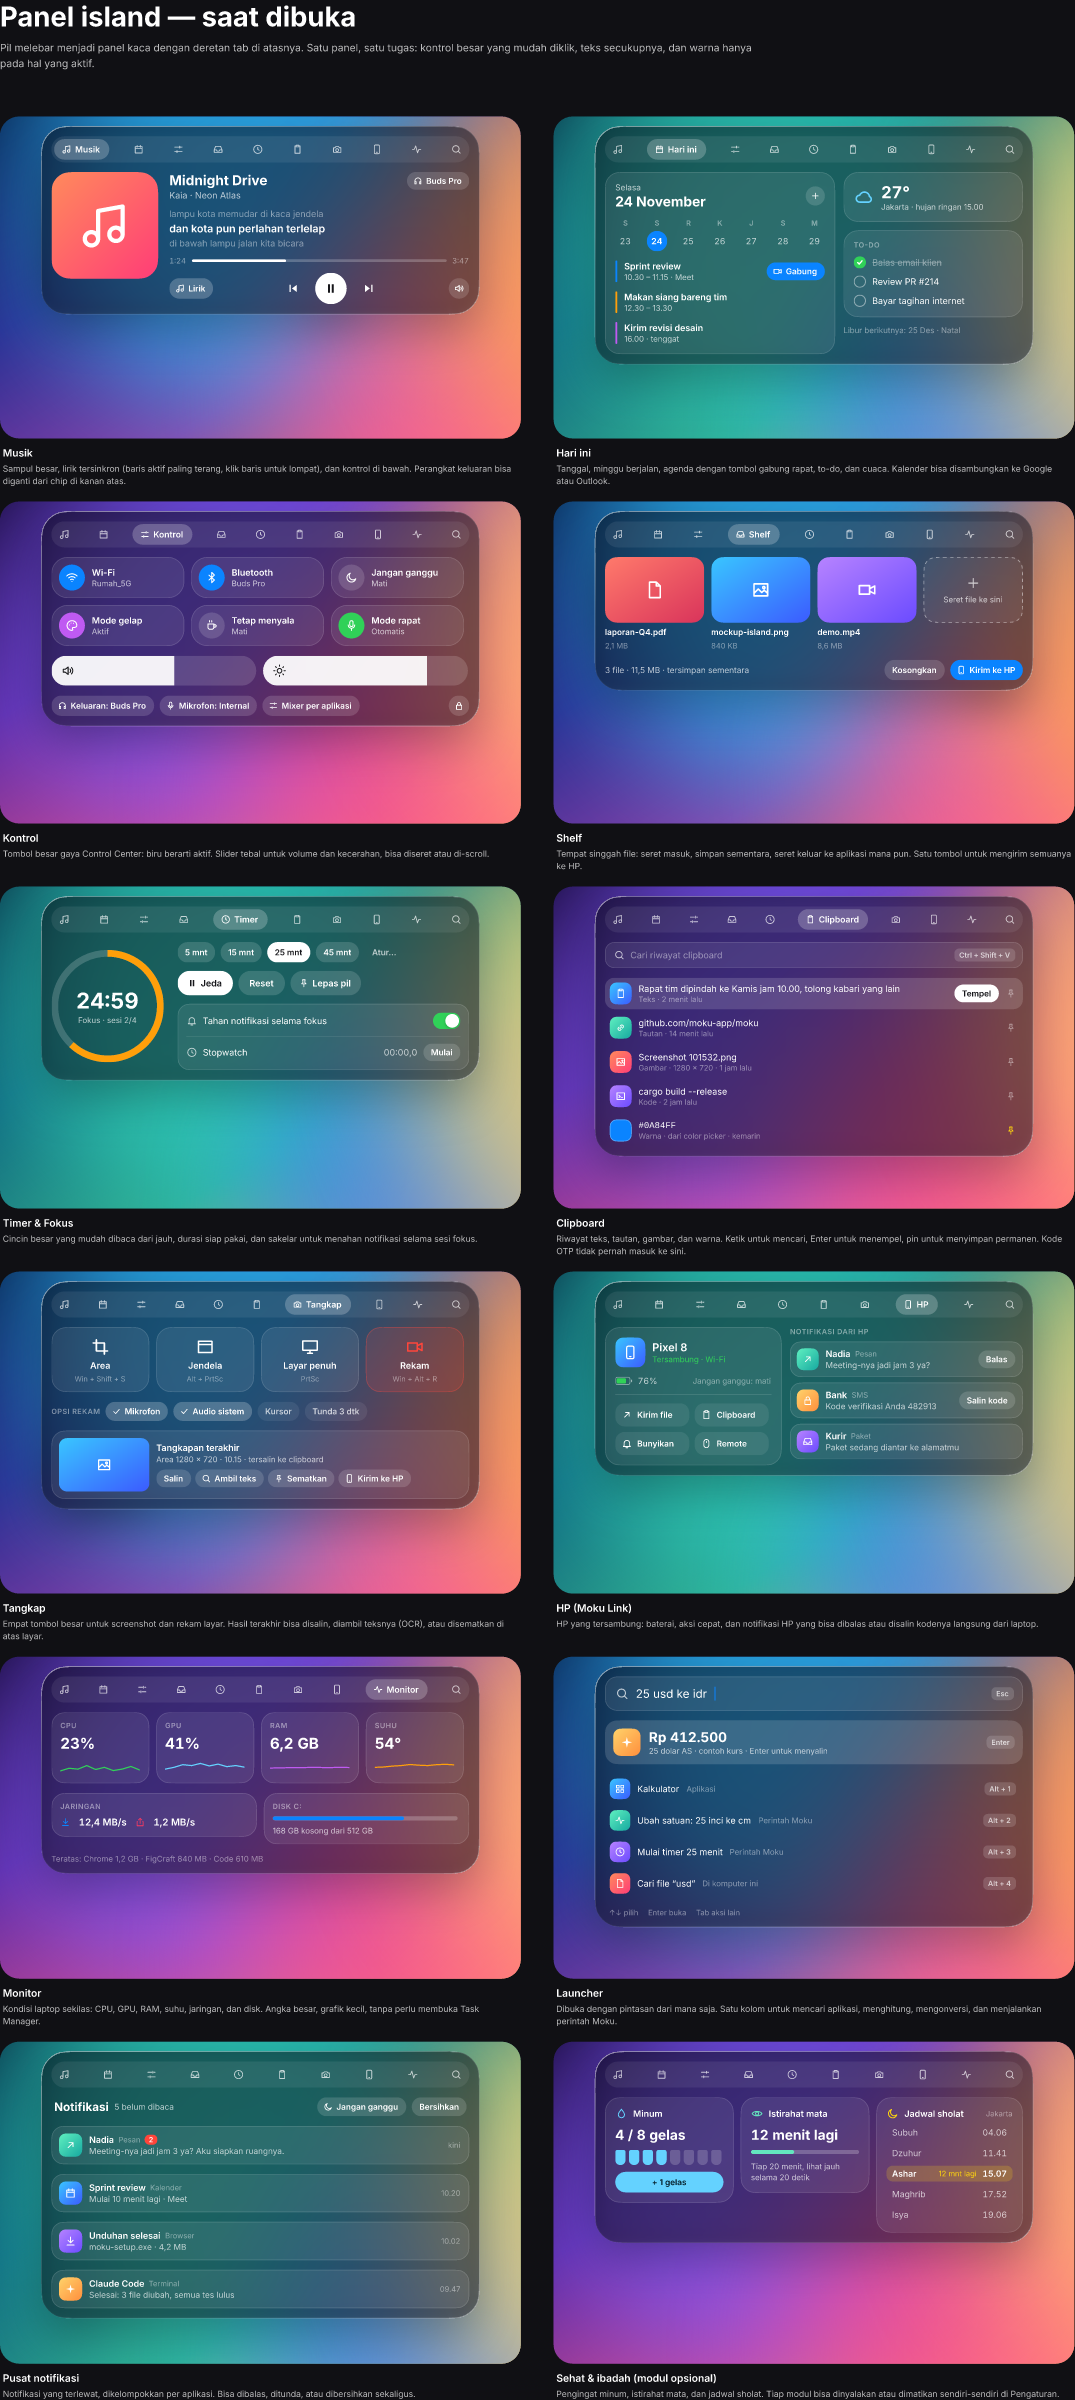 Panel island — saat dibuka
Pil melebar menjadi panel kaca dengan deretan tab di atasnya. Satu panel, satu tugas: kontrol besar yang mudah diklik, teks secukupnya, dan warna hanya
pada hal yang aktif.
Musik
Midnight Drive
Buds Pro
Kaia · Neon Atlas
lampu kota memudar di kaca jendela
dan kota pun perlahan terlelap
di bawah lampu jalan kita bicara
1:24
3:47
Lirik
Musik
Sampul besar, lirik tersinkron (baris aktif paling terang, klik baris untuk lompat), dan kontrol di bawah. Perangkat keluaran bisa
diganti dari chip di kanan atas.
Hari ini
Selasa
24 November
S S R K J S M
23 24 25 26 27 28 29
Sprint review
10.30 – 11.15 · Meet
Gabung
Makan siang bareng tim
12.30 – 13.30
Kirim revisi desain
16.00 · tenggat
27°
Jakarta · hujan ringan 15.00
TO-DO
Balas email klien
Review PR #214
Bayar tagihan internet
Libur berikutnya: 25 Des · Natal
Hari ini
Tanggal, minggu berjalan, agenda dengan tombol gabung rapat, to-do, dan cuaca. Kalender bisa disambungkan ke Google
atau Outlook.
Kontrol
Wi-Fi
Rumah_5G
Bluetooth
Buds Pro
Jangan ganggu
Mati
Mode gelap
Aktif
Tetap menyala
Mati
Mode rapat
Otomatis
Keluaran: Buds Pro
Mikrofon: Internal
Mixer per aplikasi
Kontrol
Tombol besar gaya Control Center: biru berarti aktif. Slider tebal untuk volume dan kecerahan, bisa diseret atau di-scroll.
Shelf
Seret file ke sini
laporan-Q4.pdf
2,1 MB
mockup-island.png
840 KB
demo.mp4
8,6 MB
3 file · 11,5 MB · tersimpan sementara
Kosongkan
Kirim ke HP
Shelf
Tempat singgah file: seret masuk, simpan sementara, seret keluar ke aplikasi mana pun. Satu tombol untuk mengirim semuanya
ke HP.
Timer
24:59
Fokus · sesi 2/4
5 mnt
15 mnt
25 mnt
45 mnt
Atur...
Jeda
Reset
Lepas pil
Tahan notifikasi selama fokus
Stopwatch
00:00,0
Mulai
Timer & Fokus
Cincin besar yang mudah dibaca dari jauh, durasi siap pakai, dan sakelar untuk menahan notifikasi selama sesi fokus.
Clipboard
Cari riwayat clipboard
Ctrl + Shift + V
Rapat tim dipindah ke Kamis jam 10.00, tolong kabari yang lain
Teks · 2 menit lalu
Tempel
github.com/moku-app/moku
Tautan · 14 menit lalu
Screenshot 101532.png
Gambar · 1280 × 720 · 1 jam lalu
cargo build --release
Kode · 2 jam lalu
#0A84FF
Warna · dari color picker · kemarin
Clipboard
Riwayat teks, tautan, gambar, dan warna. Ketik untuk mencari, Enter untuk menempel, pin untuk menyimpan permanen. Kode
OTP tidak pernah masuk ke sini.
Tangkap
Area
Win + Shift + S
Jendela
Alt + PrtSc
Layar penuh
PrtSc
Rekam
Win + Alt + R
OPSI REKAM
Mikrofon
Audio sistem
Kursor
Tunda 3 dtk
Tangkapan terakhir
Area 1280 × 720 · 10.15 · tersalin ke clipboard
Salin
Ambil teks
Sematkan
Kirim ke HP
Tangkap
Empat tombol besar untuk screenshot dan rekam layar. Hasil terakhir bisa disalin, diambil teksnya (OCR), atau disematkan di
atas layar.
HP
Pixel 8
Tersambung · Wi-Fi
76%
Jangan ganggu: mati
Kirim file
Clipboard
Bunyikan
Remote
NOTIFIKASI DARI HP
Nadia Pesan
Meeting-nya jadi jam 3 ya?
Balas
Bank SMS
Kode verifikasi Anda 482913
Salin kode
Kurir Paket
Paket sedang diantar ke alamatmu
HP (Moku Link)
HP yang tersambung: baterai, aksi cepat, dan notifikasi HP yang bisa dibalas atau disalin kodenya langsung dari laptop.
Monitor
CPU
23%
GPU
41%
RAM
6,2 GB
SUHU
54°
JARINGAN
12,4 MB/s
1,2 MB/s
DISK C:
168 GB kosong dari 512 GB
Teratas: Chrome 1,2 GB · FigCraft 840 MB · Code 610 MB
Monitor
Kondisi laptop sekilas: CPU, GPU, RAM, suhu, jaringan, dan disk. Angka besar, grafik kecil, tanpa perlu membuka Task
Manager.
25 usd ke idr
Esc
Rp 412.500
25 dolar AS · contoh kurs · Enter untuk menyalin
Enter
Kalkulator Aplikasi
Alt + 1
Ubah satuan: 25 inci ke cm Perintah Moku
Alt + 2
Mulai timer 25 menit Perintah Moku
Alt + 3
Cari file “usd” Di komputer ini
Alt + 4
↑↓ pilih Enter buka Tab aksi lain
Launcher
Dibuka dengan pintasan dari mana saja. Satu kolom untuk mencari aplikasi, menghitung, mengonversi, dan menjalankan
perintah Moku.
Notifikasi 5 belum dibaca
Jangan ganggu
Bersihkan
Nadia Pesan 2
Meeting-nya jadi jam 3 ya? Aku siapkan ruangnya.
kini
Sprint review Kalender
Mulai 10 menit lagi · Meet
10.20
Unduhan selesai Browser
moku-setup.exe · 4,2 MB
10.02
Claude Code Terminal
Selesai: 3 file diubah, semua tes lulus
09.47
Pusat notifikasi
Notifikasi yang terlewat, dikelompokkan per aplikasi. Bisa dibalas, ditunda, atau dibersihkan sekaligus.
Minum
4 / 8 gelas
+ 1 gelas
Istirahat mata
12 menit lagi
Tiap 20 menit, lihat jauh
selama 20 detik
Jadwal sholat Jakarta
Subuh 04.06
Dzuhur 11.41
Ashar 12 mnt lagi 15.07
Maghrib 17.52
Isya 19.06
Sehat & ibadah (modul opsional)
Pengingat minum, istirahat mata, dan jadwal sholat. Tiap modul bisa dinyalakan atau dimatikan sendiri-sendiri di Pengaturan.